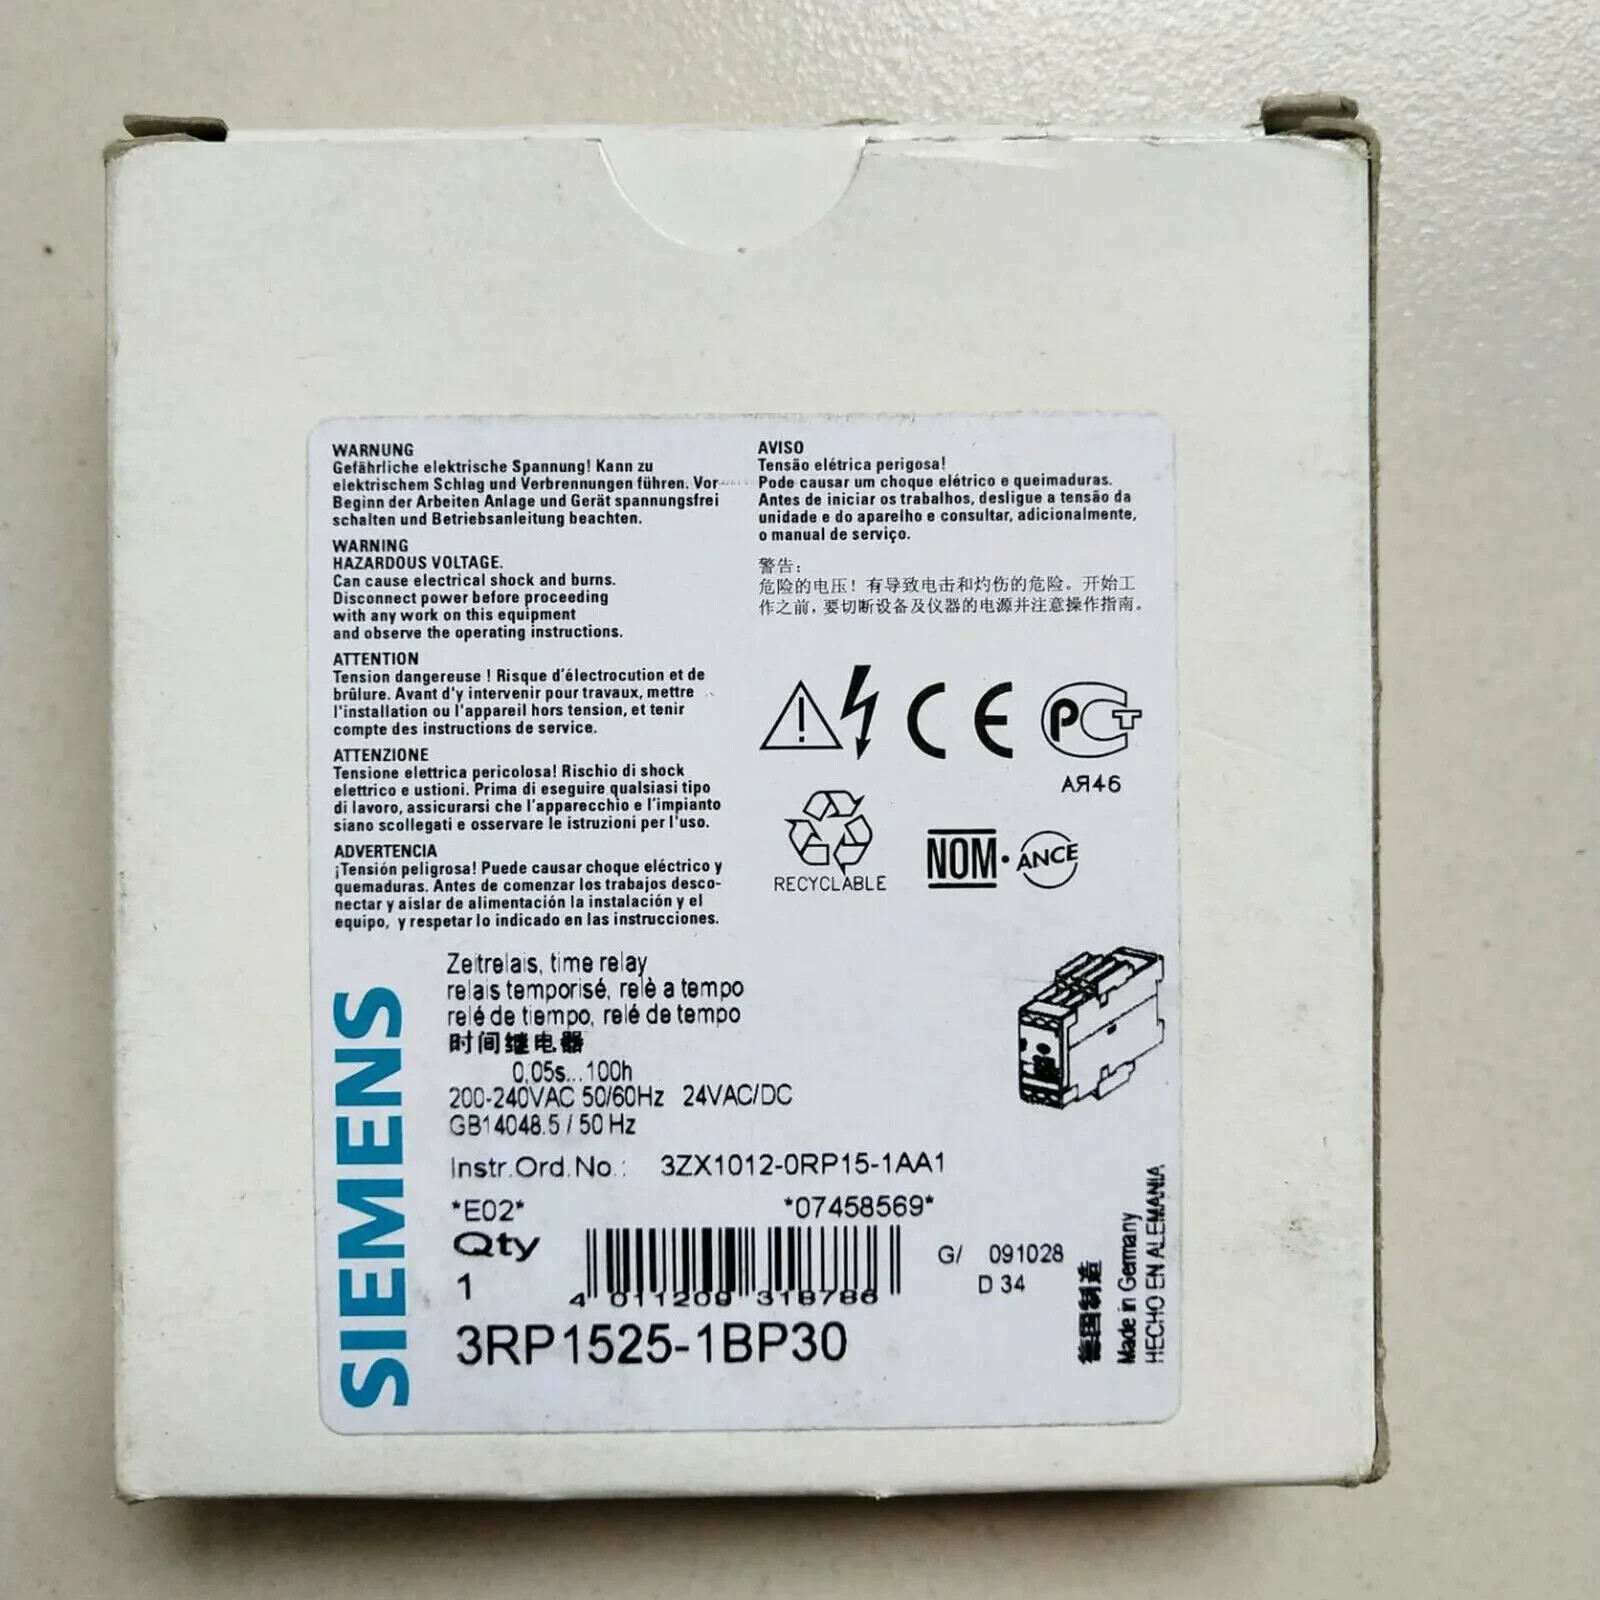 WARNUNG
Gefährliche elektrische Spannung! Kann zu
elektrischem Schlag und Verbrennungen führen. Vor
Beginn der Arbeiten Anlage und Gerät spannungsfrei
schalten und Betriebsanleitung beachten.
WARNING
HAZARDOUS VOLTAGE.
Can cause electrical shock and burns.
Disconnect power before proceeding
with any work on this equipment
and observe the operating instructions.
ATTENTION
Tension dangereuse ! Risque d'électrocution et de
brûlure. Avant d'y intervenir pour travaux, mettre
l'installation ou l'appareil hors tension, et tenir
compte des instructions de service.
ATTENZIONE
Tensione elettrica pericolosa! Rischio di shock
elettrico e ustioni. Prima di eseguire qualsiasi tipo
di lavoro, assicurarsi che l'apparecchio e l'impianto
siano scollegati e osservare le istruzioni per l'uso.
ADVERTENCIA
¡Tensión peligrosa! Puede causar choque eléctrico y
quemaduras. Antes de comenzar los trabajos desco-
nectar y aislar de alimentación la instalación y el
equipo, y respetar lo indicado en las instrucciones.
AVISO
Tensão elétrica perigosa!
Pode causar um choque elétrico e queimaduras.
Antes de iniciar os trabalhos, desligue a tensão da
unidade e do aparelho e consultar, adicionalmente,
o manual de serviço.
警告:
危险的电压! 有导致电击和灼伤的危险。开始工
作之前,要切断设备及仪器的电源并注意操作指南。
CE
РСТ
АЯ46
RECYCLABLE
NOM·ANCE
SIEMENS
Zeitrelais, time relay
relais temporisé, relè a tempo
relé de tiempo, relé de tempo
时间继电器
0,05s...100h
200-240VAC 50/60Hz 24VAC/DC
GB14048.5 / 50 Hz
Instr.Ord.No.: 3ZX1012-0RP15-1AA1
*E02* *07458569*
Qty
1
4 011209 318786
G/ 091028
D 34
3RP1525-1BP30
德国制造
Made in Germany
HECHO EN ALEMANIA